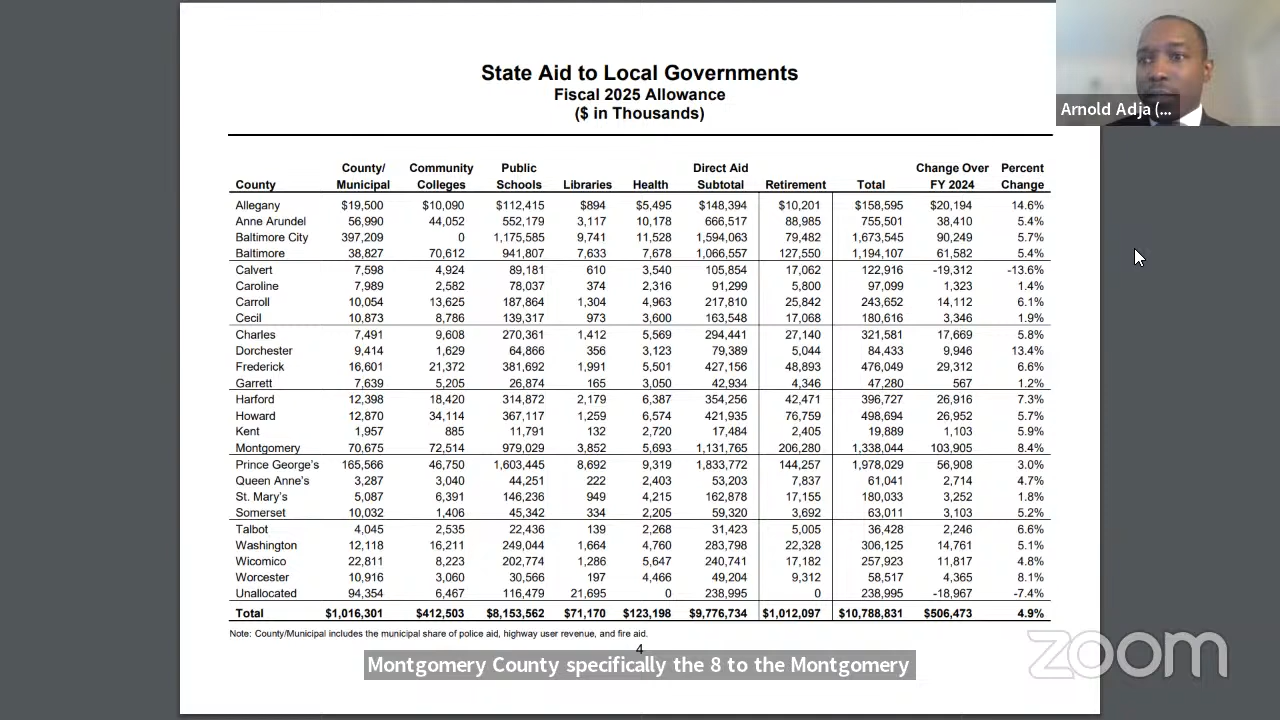 State Aid to Local Governments
Fiscal 2025 Allowance
($ in Thousands)
Arnold Adja (...
County/ Community Public Direct Aid Change Over Percent
County Municipal Colleges Schools Libraries Health Subtotal Retirement Total FY 2024 Change
Allegany $19,500 $10,090 $112,415 $894 $5,495 $148,394 $10,201 $158,595 $20,194 14.6%
Anne Arundel 56,990 44,052 552,179 3,117 10,178 666,517 88,985 755,501 38,410 5.4%
Baltimore City 397,209 0 1,175,585 9,741 11,528 1,594,063 79,482 1,673,545 90,249 5.7%
Baltimore 38,827 70,612 941,807 7,633 7,678 1,066,557 127,550 1,194,107 61,582 5.4%
Calvert 7,598 4,924 89,181 610 3,540 105,854 17,062 122,916 -19,312 -13.6%
Caroline 7,989 2,582 78,037 374 2,316 91,299 5,800 97,099 1,323 1.4%
Carroll 10,054 13,625 187,864 1,304 4,963 217,810 25,842 243,652 14,112 6.1%
Cecil 10,873 8,786 139,317 973 3,600 163,548 17,068 180,616 3,346 1.9%
Charles 7,491 9,608 270,361 1,412 5,569 294,441 27,140 321,581 17,669 5.8%
Dorchester 9,414 1,629 64,866 356 3,123 79,389 5,044 84,433 9,946 13.4%
Frederick 16,601 21,372 381,692 1,991 5,501 427,156 48,893 476,049 29,312 6.6%
Garrett 7,639 5,205 26,874 165 3,050 42,934 4,346 47,280 567 1.2%
Harford 12,398 18,420 314,872 2,179 6,387 354,256 42,471 396,727 26,916 7.3%
Howard 12,870 34,114 367,117 1,259 6,574 421,935 76,759 498,694 26,952 5.7%
Kent 1,957 885 11,791 132 2,720 17,484 2,405 19,889 1,103 5.9%
Montgomery 70,675 72,514 979,029 3,852 5,693 1,131,765 206,280 1,338,044 103,905 8.4%
Prince George's 165,566 46,750 1,603,445 8,692 9,319 1,833,772 144,257 1,978,029 56,908 3.0%
Queen Anne's 3,287 3,040 44,251 222 2,403 53,203 7,837 61,041 2,714 4.7%
St. Mary's 5,087 6,391 146,236 949 4,215 162,878 17,155 180,033 3,252 1.8%
Somerset 10,032 1,406 45,342 334 2,205 59,320 3,692 63,011 3,103 5.2%
Talbot 4,045 2,535 22,436 139 2,268 31,423 5,005 36,428 2,246 6.6%
Washington 12,118 16,211 249,044 1,664 4,760 283,798 22,328 306,125 14,761 5.1%
Wicomico 22,811 8,223 202,774 1,286 5,647 240,741 17,182 257,923 11,817 4.8%
Worcester 10,916 3,060 30,566 197 4,466 49,204 9,312 58,517 4,365 8.1%
Unallocated 94,354 6,467 116,479 21,695 0 238,995 0 238,995 -18,967 -7.4%
Total $1,016,301 $412,503 $8,153,562 $71,170 $123,198 $9,776,734 $1,012,097 $10,788,831 $506,473 4.9%
Note: County/Municipal includes the municipal share of police aid, highway user revenue, and fire aid.
4
Montgomery County specifically the 8 to the Montgomery
zoom